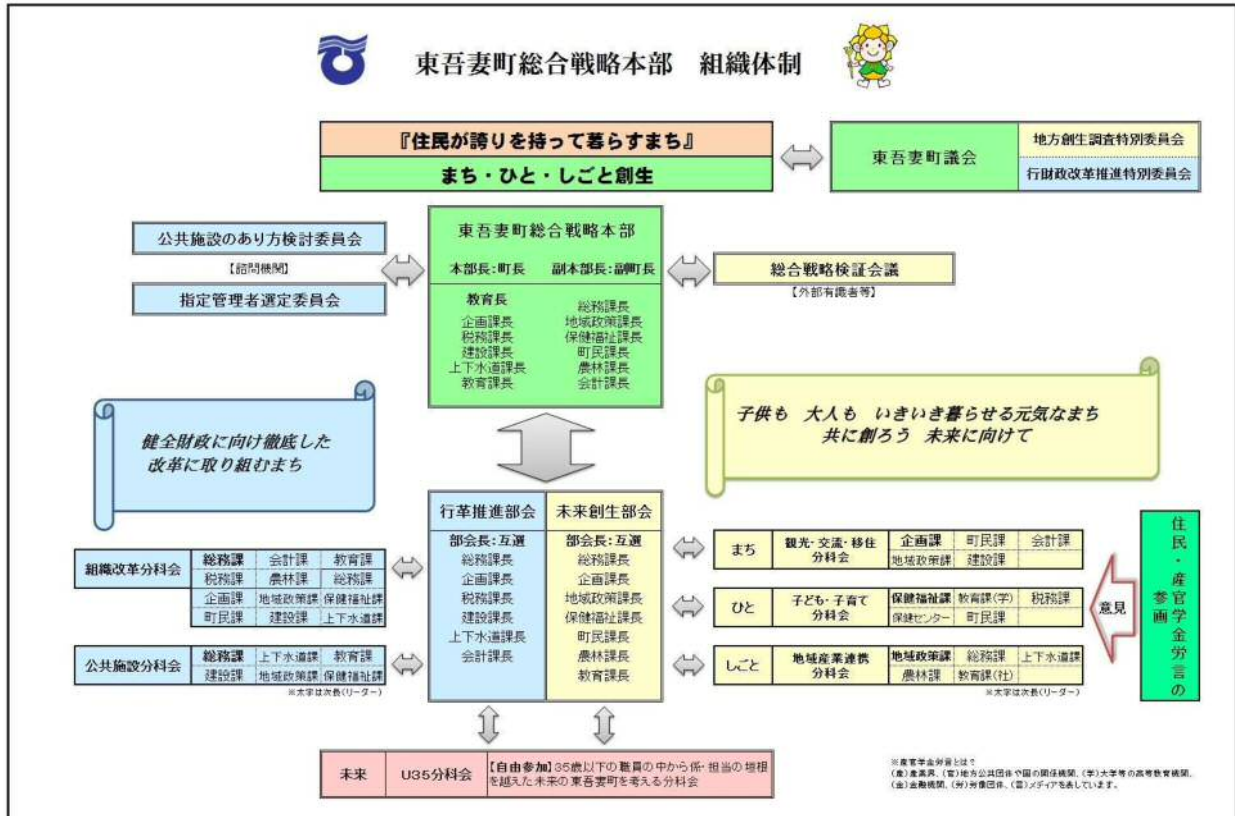 東吾妻町総合戦略本部 組織体制
『住民が誇りを持って暮らすまち』
まち・ひと・しごと創生
東吾妻町議会
地方創生調査特別委員会
行財政改革推進特別委員会
公共施設のあり方検討委員会
【諮問機関】
指定管理者選定委員会
東吾妻町総合戦略本部
本部長:町長 副本部長:副町長
教育長 総務課長
企画課長 地域政策課長
税務課長 保健福祉課長
建設課長 町民課長
上下水道課長 農林課長
教育課長 会計課長
総合戦略検証会議
【外部有識者等】
健全財政に向け徹底した
改革に取り組むまち
子供も 大人も いきいき暮らせる元気なまち
共に創ろう 未来に向けて
行革推進部会 未来創生部会
部会長:互選 部会長:互選
総務課長 総務課長
企画課長 企画課長
税務課長 地域政策課長
建設課長 保健福祉課長
上下水道課長 町民課長
会計課長 農林課長
教育課長
組織改革分科会
総務課 会計課 教育課
税務課 農林課 総務課
企画課 地域政策課 保健福祉課
町民課 建設課 上下水道課
公共施設分科会
総務課 上下水道課 教育課
建設課 地域政策課 保健福祉課
※太字は次長(リーダー)
まち 観光・交流・移住
分科会
企画課 町民課 会計課
地域政策課 建設課
ひと 子ども・子育て
分科会
保健福祉課 教育課(学) 税務課
保健センター 町民課
しごと 地域産業連携
分科会
地域政策課 総務課 上下水道課
農林課 教育課(社)
※太字は次長(リーダー)
意見
住民・産官学金労言の
参画
未来 U35分科会
【自由参加】35歳以下の職員の中から係・担当の垣根
を越えた未来の東吾妻町を考える分科会
※産官学金労言とは?
(産)産業界、(官)地方公共団体や国の関係機関、(学)大学等の高等教育機関、
(金)金融機関、(労)労働団体、(言)メディアを表しています。